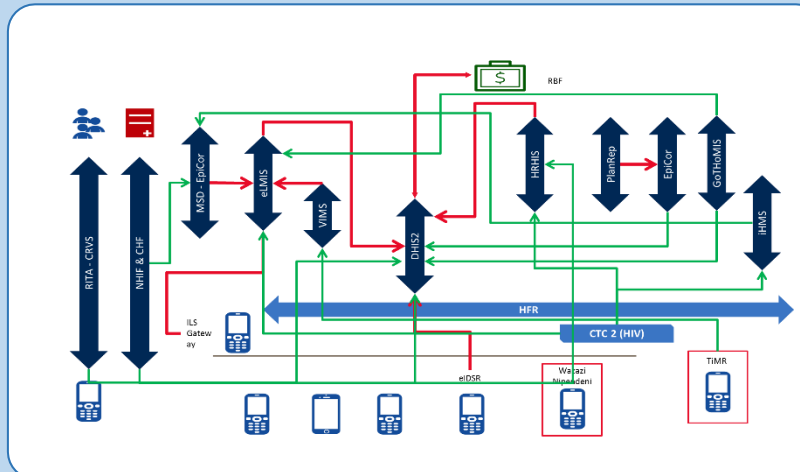 $
RBF
RITA - CRVS
NHIF & CHF
MSD - EpiCor
eLMIS
VIMS
DHIS2
HRHIS
PlanRep
EpiCor
GoTHoMIS
iHMS
HFR
CTC 2 (HIV)
ILS
Gatew
ay
eIDSR
Wazazi
Nipendeni
TiMR